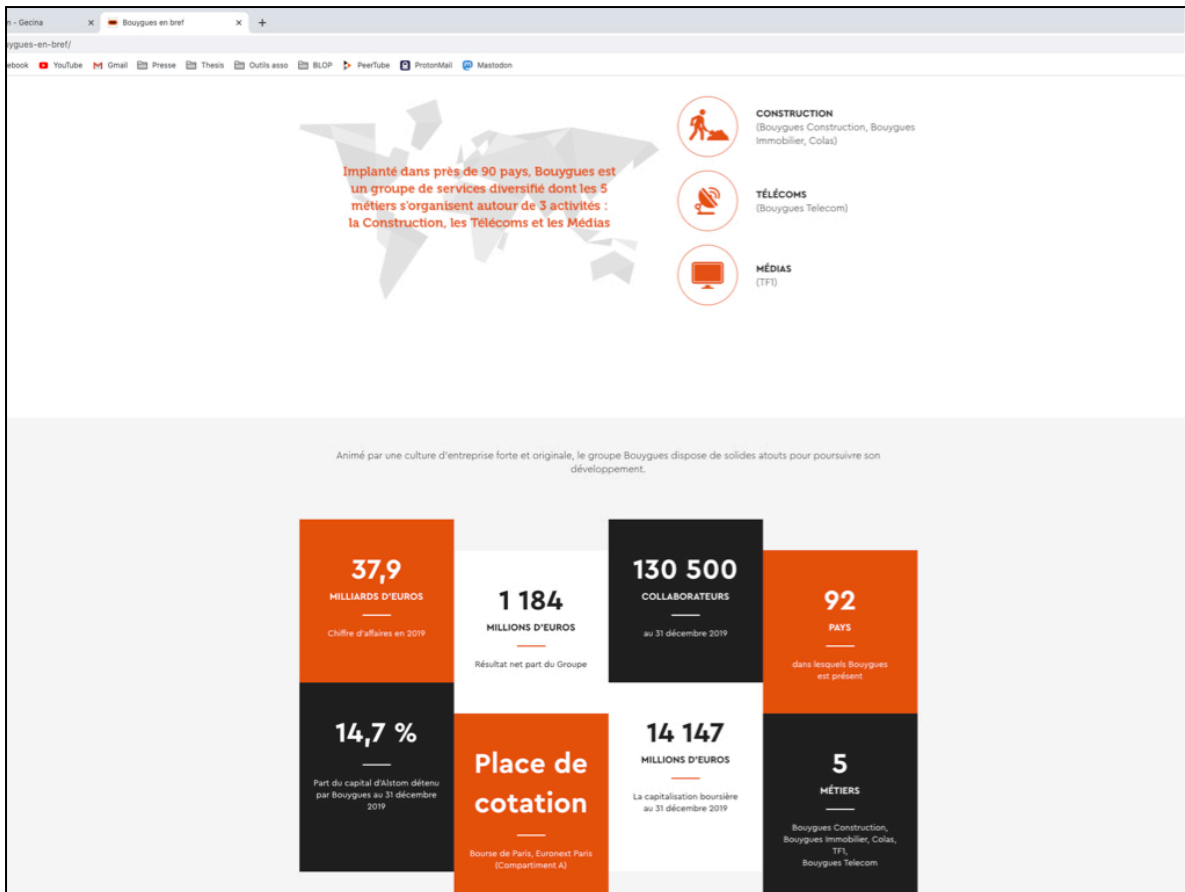 n - Gecina
Bouygues en bref
uygues-en-bref/
ebook YouTube Gmail Presse Thesis Outils asso BLOP PeerTube ProtonMail Mastodon
Implanté dans près de 90 pays, Bouygues est
un groupe de services diversifié dont les 5
métiers s'organisent autour de 3 activités :
la Construction, les Télécoms et les Médias
CONSTRUCTION
(Bouygues Construction, Bouygues
Immobilier, Colas)
TÉLÉCOMS
(Bouygues Telecom)
MÉDIAS
(TF1)
Animé par une culture d'entreprise forte et originale, le groupe Bouygues dispose de solides atouts pour poursuivre son
développement.
37,9
MILLIARDS D'EUROS
Chiffre d'affaires en 2019
1 184
MILLIONS D'EUROS
Résultat net part du Groupe
130 500
COLLABORATEURS
au 31 décembre 2019
92
PAYS
dans lesquels Bouygues
est présent
14,7 %
Part du capital d'Alstom détenu
par Bouygues au 31 décembre
2019
Place de
cotation
Bourse de Paris, Euronext Paris
(Compartiment A)
14 147
MILLIONS D'EUROS
La capitalisation boursière
au 31 décembre 2019
5
MÉTIERS
Bouygues Construction,
Bouygues Immobilier, Colas,
TF1,
Bouygues Telecom